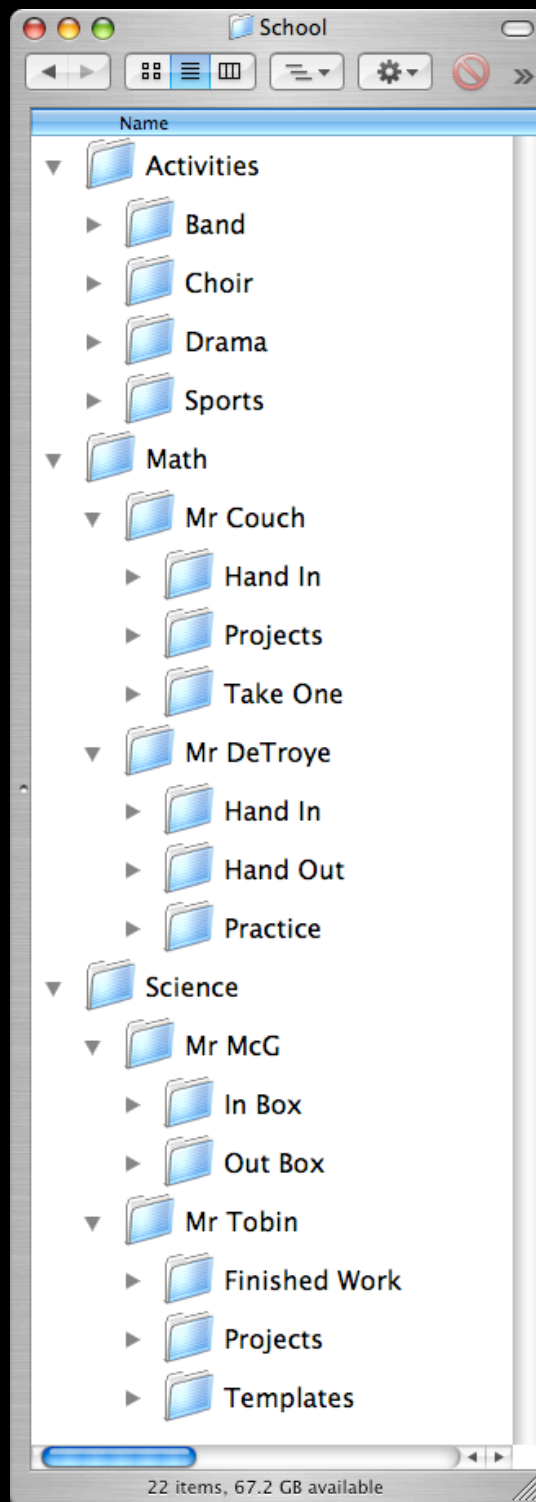 School
Name
Activities
Band
Choir
Drama
Sports
Math
Mr Couch
Hand In
Projects
Take One
Mr DeTroye
Hand In
Hand Out
Practice
Science
Mr McG
In Box
Out Box
Mr Tobin
Finished Work
Projects
Templates
22 items, 67.2 GB available